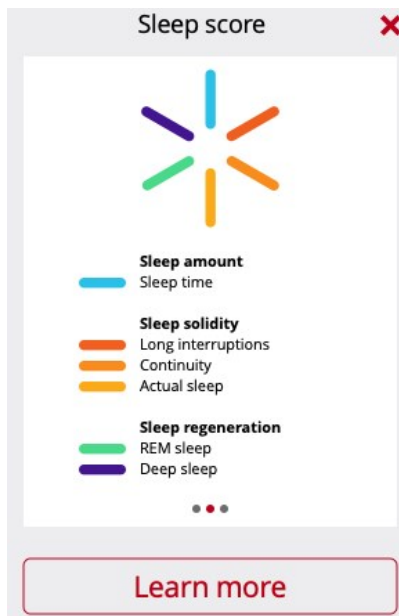 Sleep score
Sleep amount
Sleep time
Sleep solidity
Long interruptions
Continuity
Actual sleep
Sleep regeneration
REM sleep
Deep sleep
Learn more